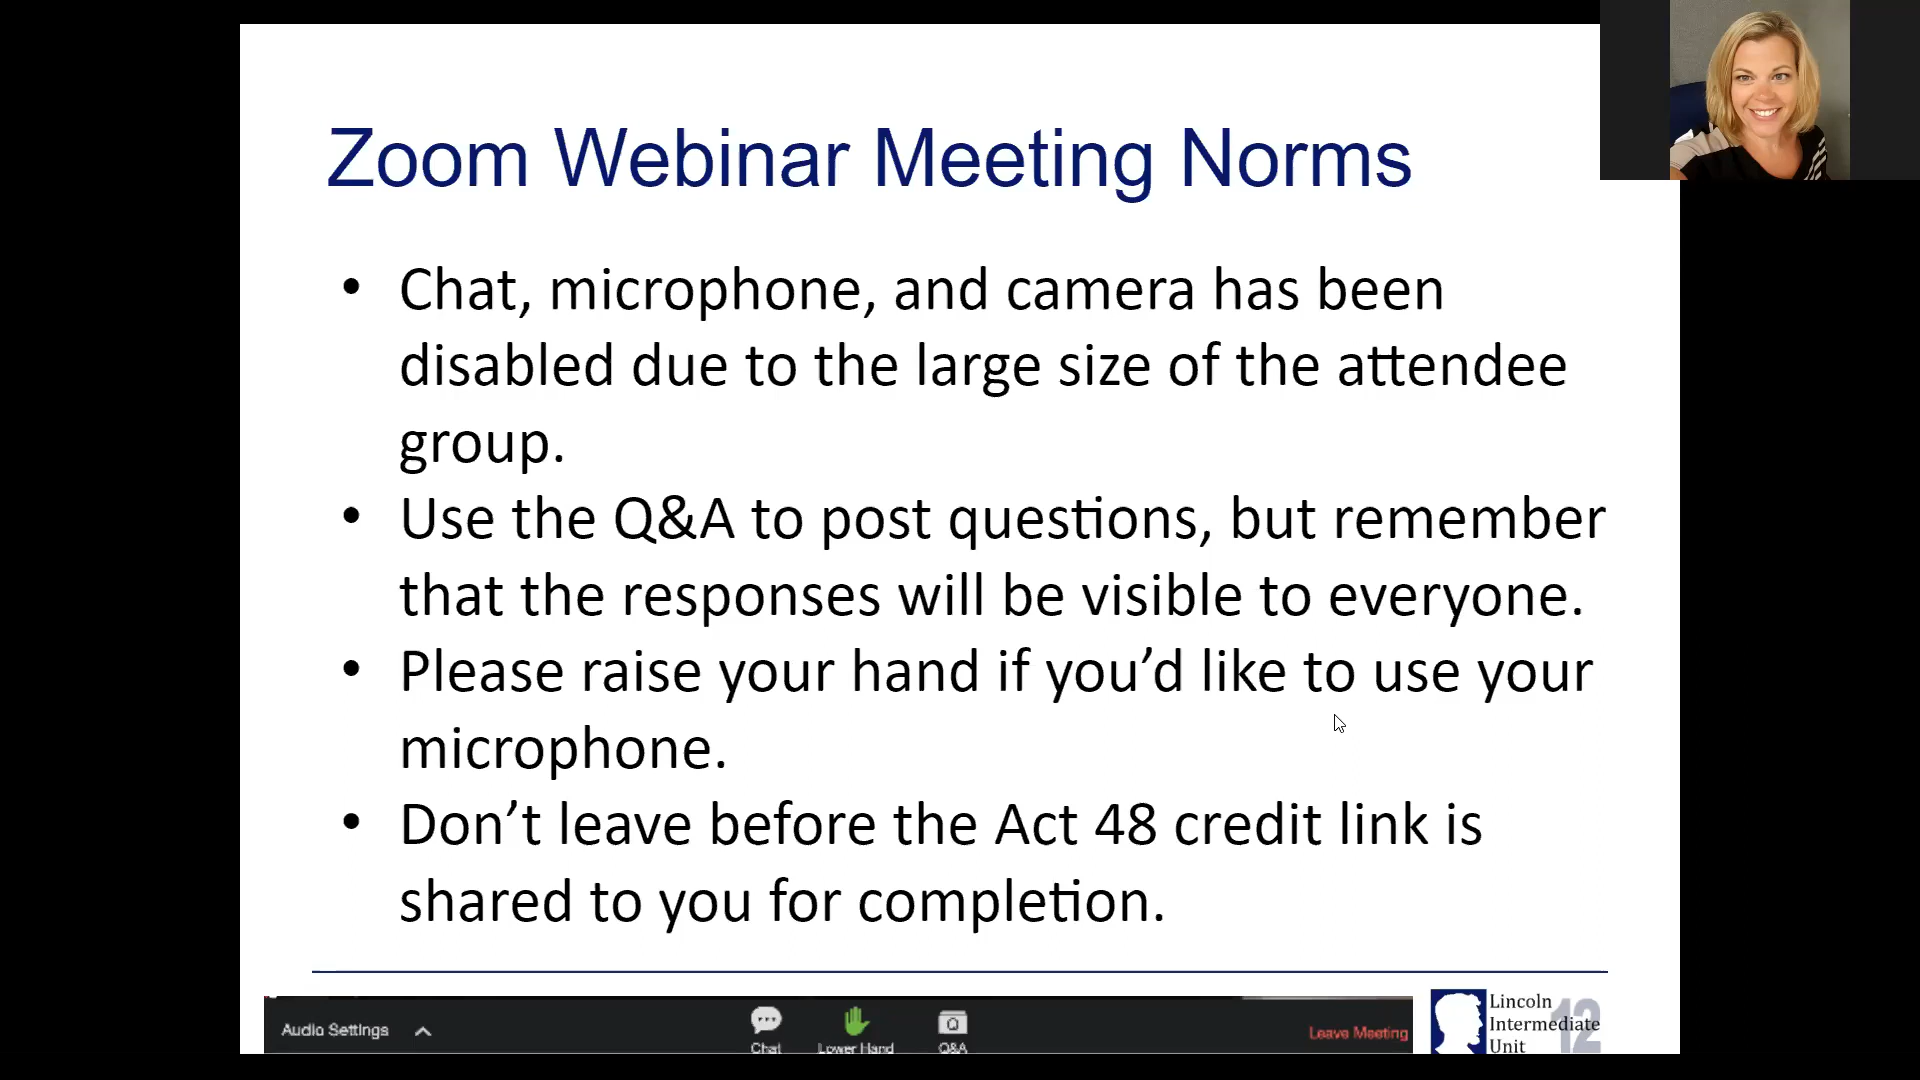 Zoom Webinar Meeting Norms
• Chat, microphone, and camera has been
disabled due to the large size of the attendee
group.
• Use the Q&A to post questions, but remember
that the responses will be visible to everyone.
• Please raise your hand if you’d like to use your
microphone.
• Don’t leave before the Act 48 credit link is
shared to you for completion.
Audio Settings
Chat
Lower Hand
Q&A
Leave Meeting
Lincoln
Intermediate
Unit
12